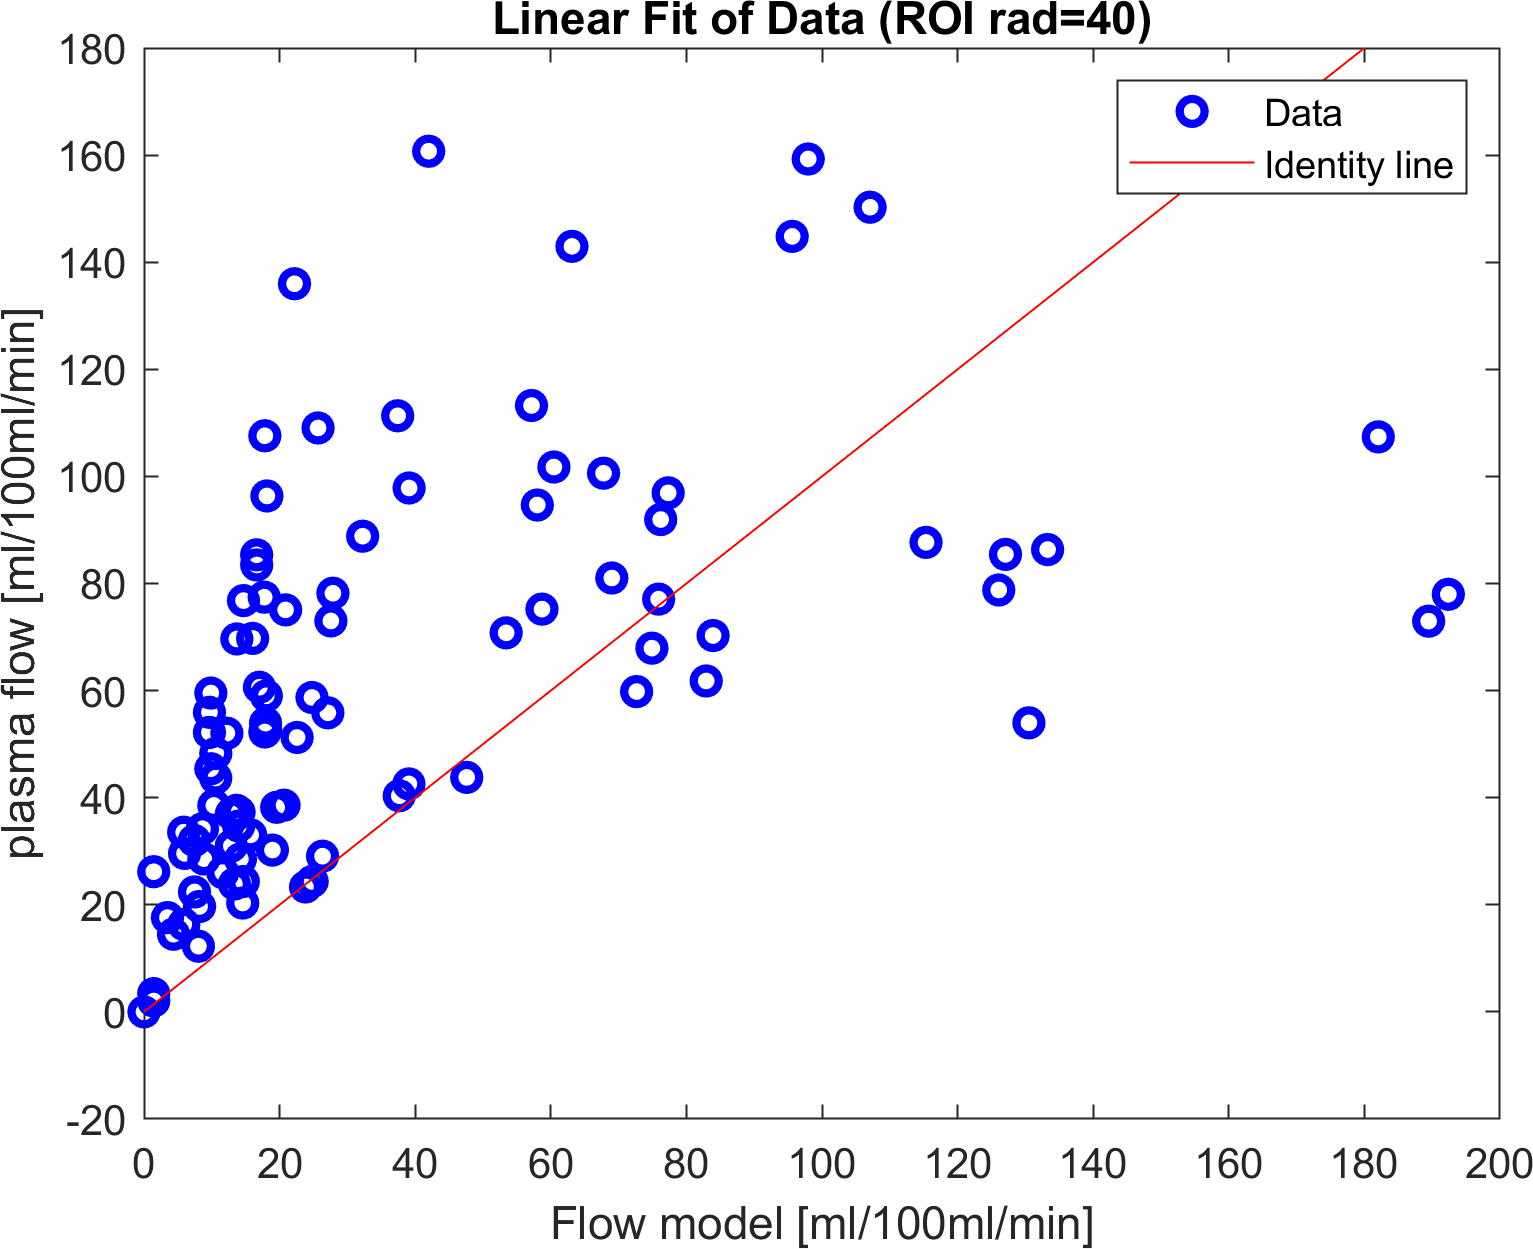 Linear Fit of Data (ROI rad=40)
180
160
140
120
100
80
60
40
20
0
-20
plasma flow [ml/100ml/min]
Data
Identity line
0 20 40 60 80 100 120 140 160 180 200
Flow model [ml/100ml/min]